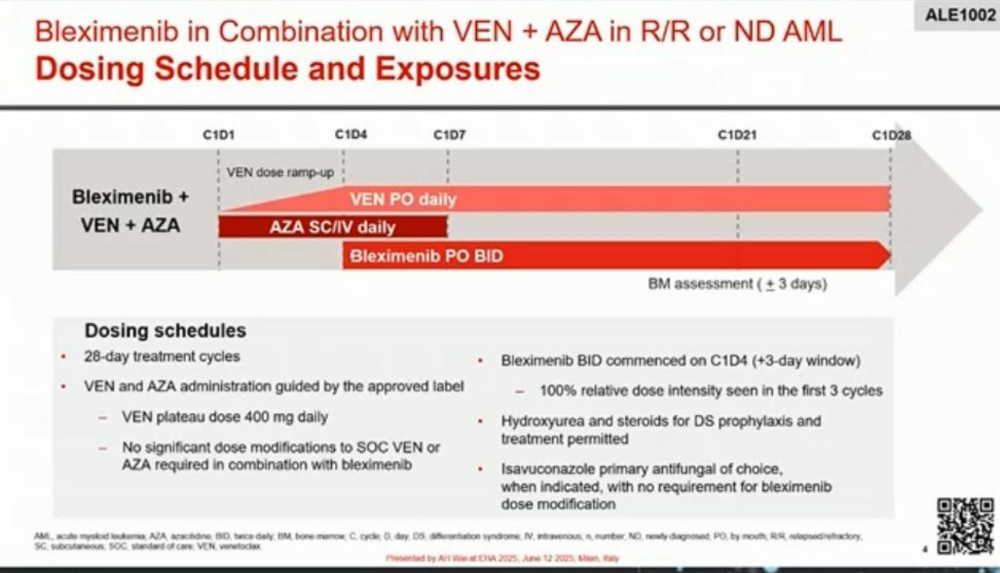 ALE1002
Bleximenib in Combination with VEN + AZA in R/R or ND AML
Dosing Schedule and Exposures
C1D1 C1D4 C1D7 C1D21 C1D28
VEN dose ramp-up
Bleximenib +
VEN + AZA
VEN PO daily
AZA SC/IV daily
Bleximenib PO BID
BM assessment ( ± 3 days)
Dosing schedules
• 28-day treatment cycles
• VEN and AZA administration guided by the approved label
– VEN plateau dose 400 mg daily
– No significant dose modifications to SOC VEN or
AZA required in combination with bleximenib
• Bleximenib BID commenced on C1D4 (+3-day window)
– 100% relative dose intensity seen in the first 3 cycles
• Hydroxyurea and steroids for DS prophylaxis and
treatment permitted
• Isavuconazole primary antifungal of choice,
when indicated, with no requirement for bleximenib
dose modification
AML, acute myeloid leukemia; AZA, azacitidine; BID, twice daily; BM, bone marrow; C, cycle; D, day; DS, differentiation syndrome; IV, intravenous; n, number; ND, newly diagnosed; PO, by mouth; R/R, relapsed/refractory;
SC, subcutaneous; SOC, standard of care; VEN, venetoclax.
4
Presented by AH Wei at EHA 2025; June 12 2025; Milan, Italy